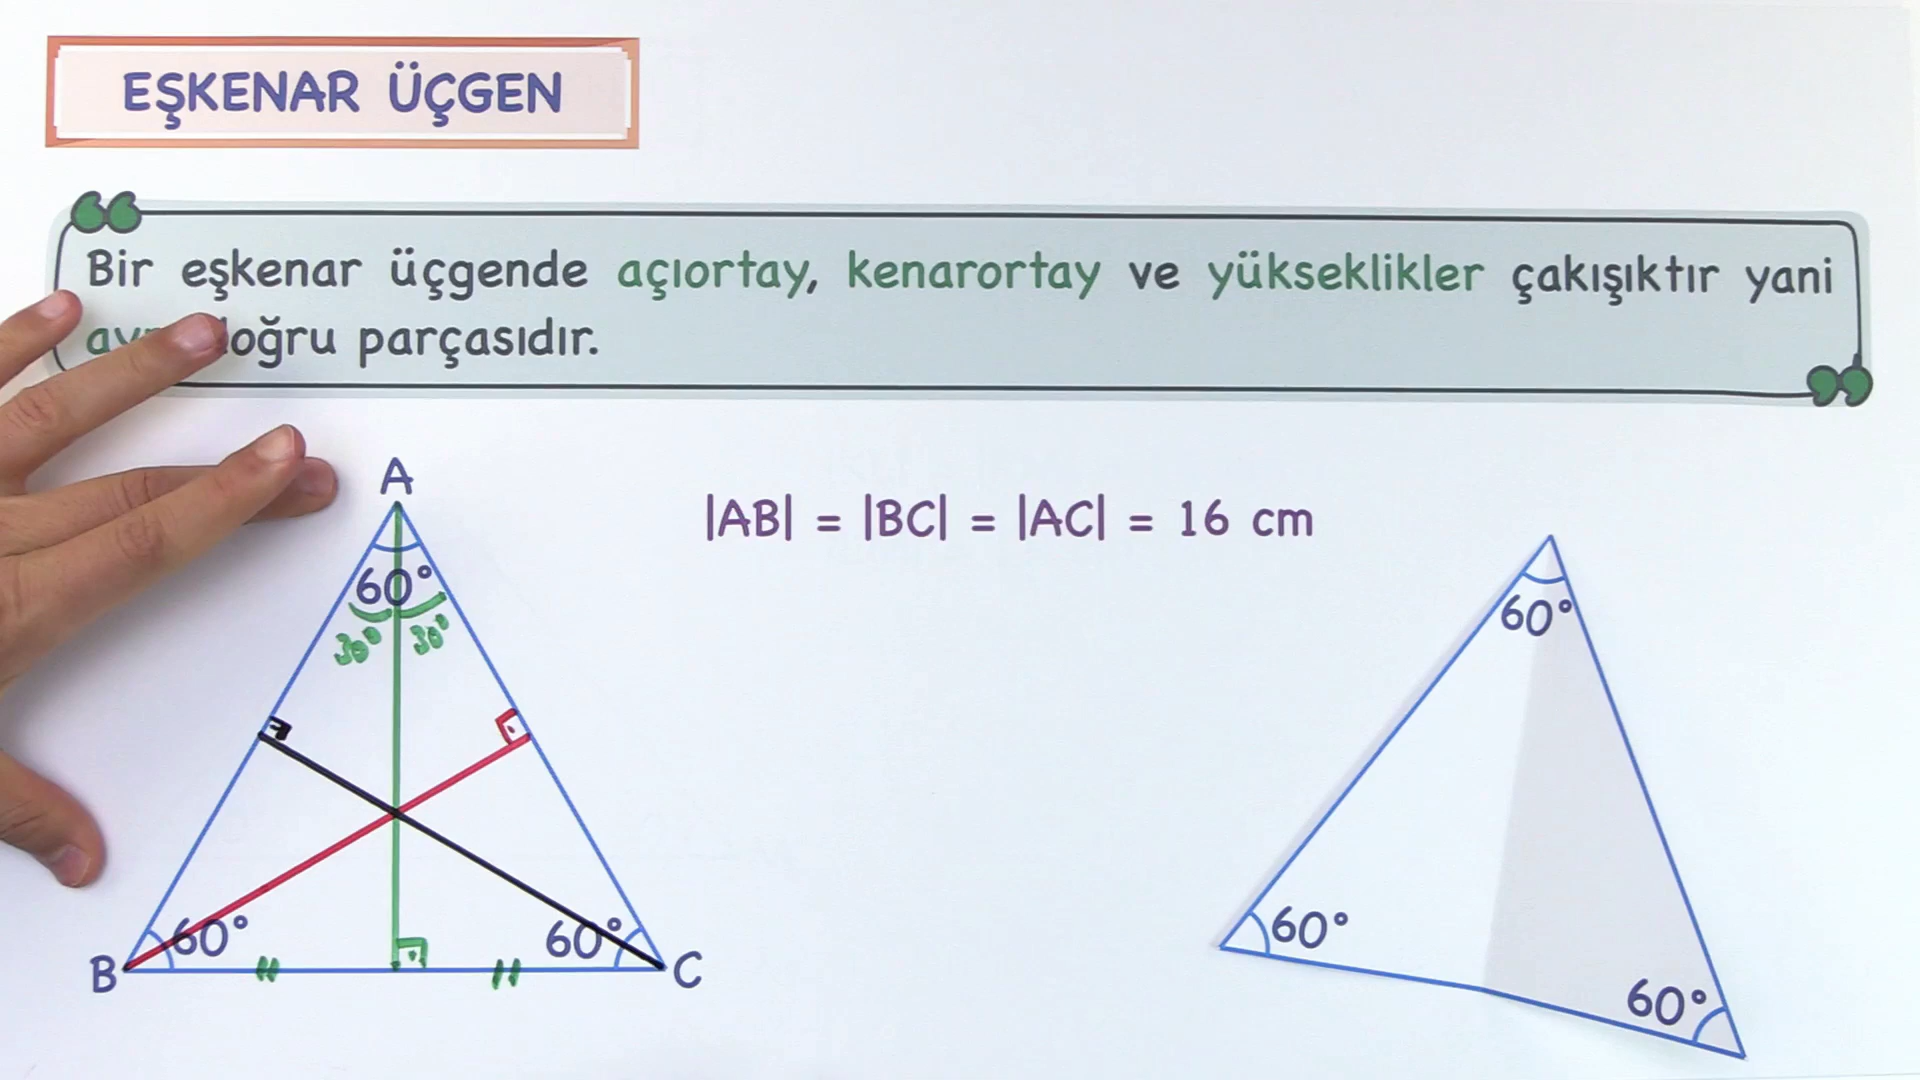 EŞKENAR ÜÇGEN
Bir eşkenar üçgende açıortay, kenarortay ve yükseklikler çakışıktır yani
doğru parçasıdır.
A
|AB| = |BC| = |AC| = 16 cm
60°
60°
30° 30°
60° 60°
60°
60°
B C